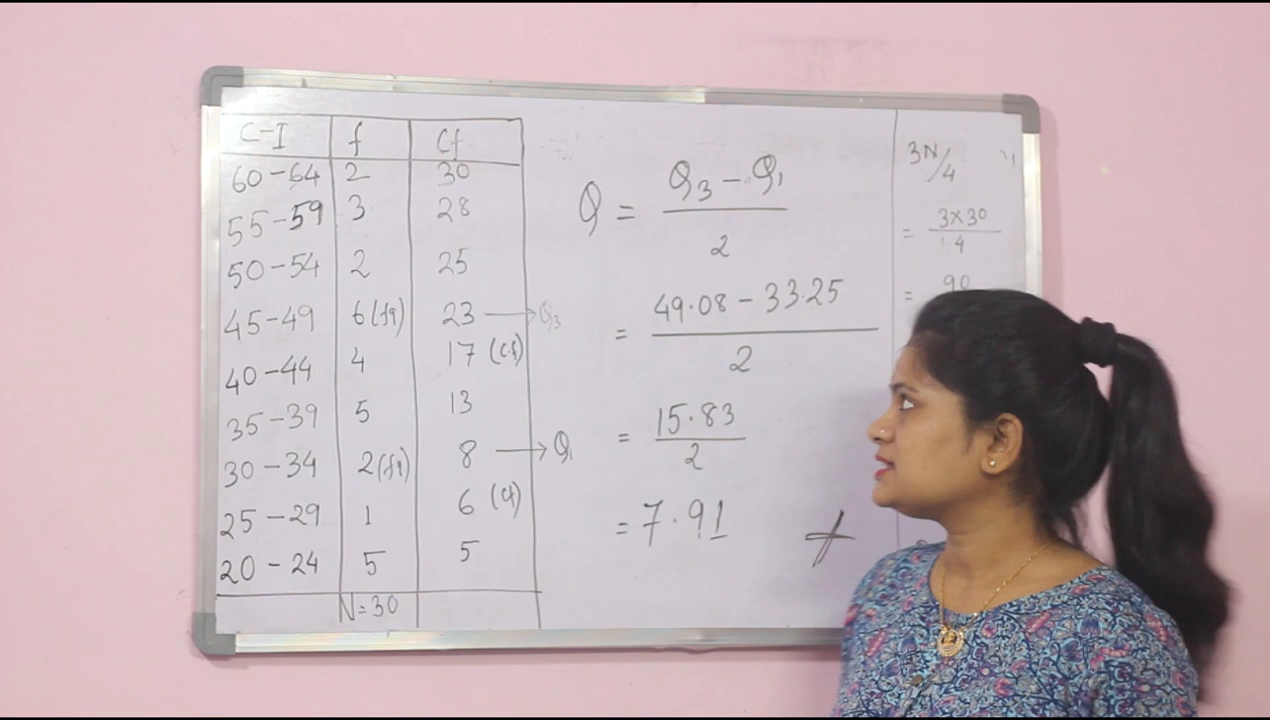 C-I f Cf
60-64 2 30
55-59 3 28
50-54 2 25
45-49 6(fq) 23 → Q3
40-44 4 17 (c.f)
35-39 5 13
30-34 2(fq) 8 → Q1
25-29 1 6 (cf)
20-24 5 5
N=30
Q = Q3 - Q1 / 2
= 49.08 - 33.25 / 2
= 15.83 / 2
= 7.91
3N/4
= 3×30 / 4
= 90